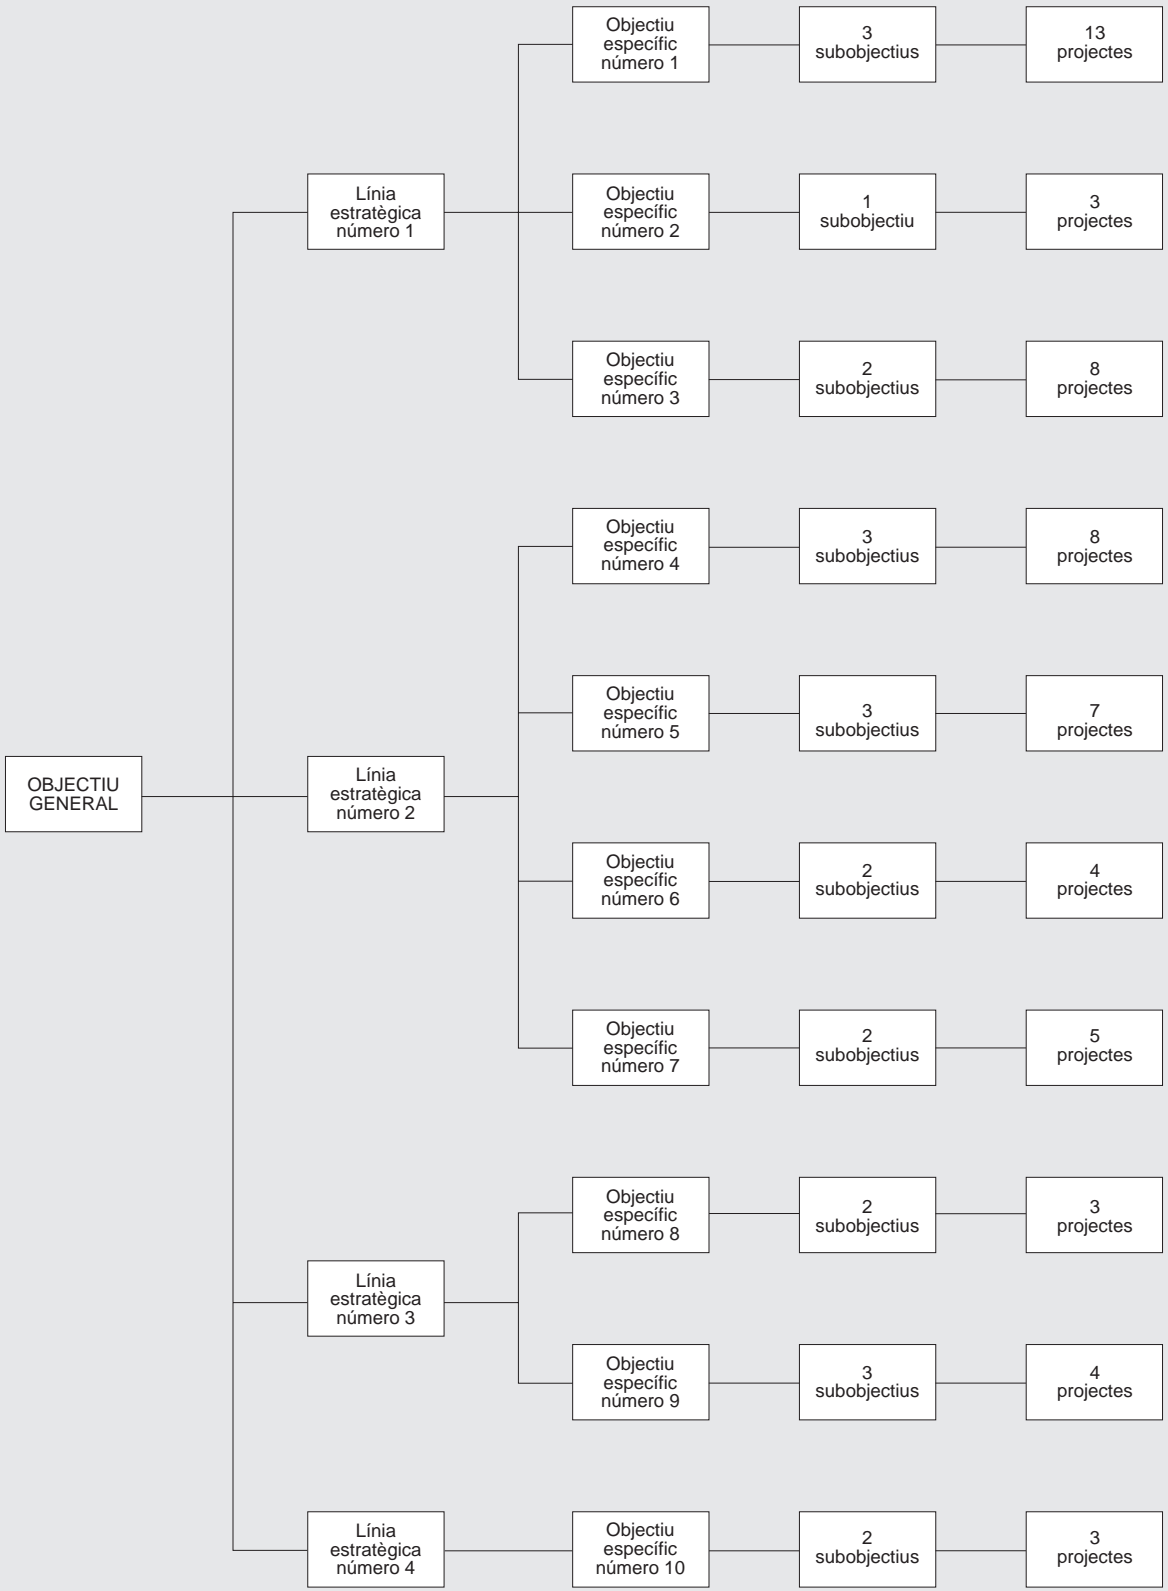 Objectiu
específic
número 1
3
subobjectius
13
projectes
Línia
estratègica
número 1
Objectiu
específic
número 2
1
subobjectiu
3
projectes
Objectiu
específic
número 3
2
subobjectius
8
projectes
Objectiu
específic
número 4
3
subobjectius
8
projectes
Objectiu
específic
número 5
3
subobjectius
7
projectes
OBJECTIU
GENERAL
Línia
estratègica
número 2
Objectiu
específic
número 6
2
subobjectius
4
projectes
Objectiu
específic
número 7
2
subobjectius
5
projectes
Objectiu
específic
número 8
2
subobjectius
3
projectes
Línia
estratègica
número 3
Objectiu
específic
número 9
3
subobjectius
4
projectes
Línia
estratègica
número 4
Objectiu
específic
número 10
2
subobjectius
3
projectes